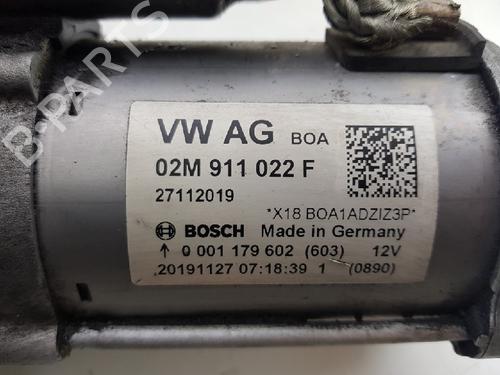 B-PARTS
VW AG BOA
02M 911 022 F
27112019
*X18 BOA1ADZIZ3P*
BOSCH Made in Germany
↑ 0 001 179 602 (603) 12V
20191127 07:18:39 1 (0890)